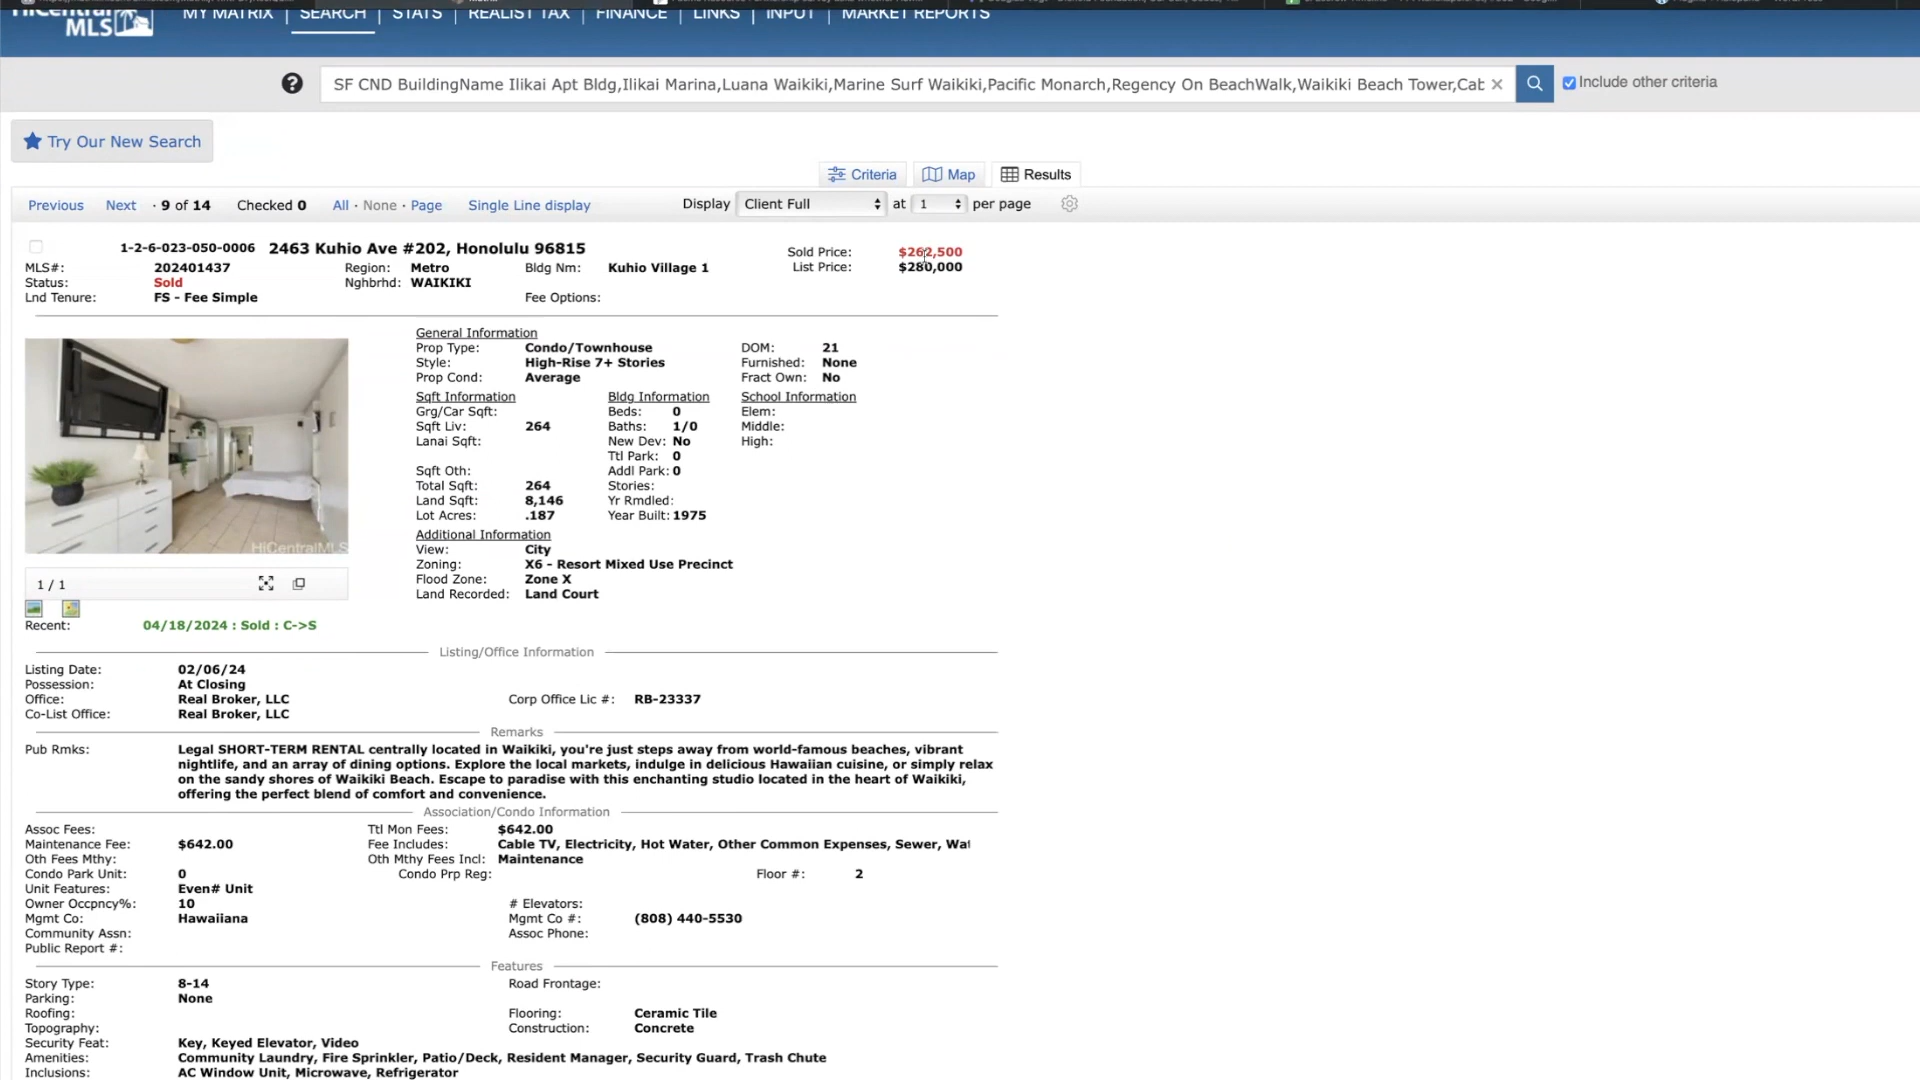 MLS
MY MATRIX SEARCH STATS REALIST TAX FINANCE LINKS INPUT MARKET REPORTS
? SF CND BuildingName Ilikai Apt Bldg,Ilikai Marina,Luana Waikiki,Marine Surf Waikiki,Pacific Monarch,Regency On BeachWalk,Waikiki Beach Tower,Cat Include other criteria
Try Our New Search
Criteria Map Results
Previous Next · 9 of 14 Checked 0 All · None · Page Single Line display Display Client Full at 1 per page
1-2-6-023-050-0006 2463 Kuhio Ave #202, Honolulu 96815 Sold Price: $262,500
MLS#: 202401437 Region: Metro Bldg Nm: Kuhio Village 1 List Price: $280,000
Status: Sold Nghbrhd: WAIKIKI
Lnd Tenure: FS - Fee Simple Fee Options:
General Information
Prop Type: Condo/Townhouse DOM: 21
Style: High-Rise 7+ Stories Furnished: None
Prop Cond: Average Fract Own: No
Sqft Information Bldg Information School Information
Grg/Car Sqft: Beds: 0 Elem:
Sqft Liv: 264 Baths: 1/0 Middle:
Lanai Sqft: New Dev: No High:
Ttl Park: 0
Sqft Oth: Addl Park: 0
Total Sqft: 264 Stories:
Land Sqft: 8,146 Yr Rmdled:
Lot Acres: .187 Year Built: 1975
Additional Information
View: City
Zoning: X6 - Resort Mixed Use Precinct
Flood Zone: Zone X
Land Recorded: Land Court
HiCentralMLS
1 / 1
Recent: 04/18/2024 : Sold : C->S
Listing/Office Information
Listing Date: 02/06/24
Possession: At Closing
Office: Real Broker, LLC Corp Office Lic #: RB-23337
Co-List Office: Real Broker, LLC
Remarks
Pub Rmks: Legal SHORT-TERM RENTAL centrally located in Waikiki, you're just steps away from world-famous beaches, vibrant
nightlife, and an array of dining options. Explore the local markets, indulge in delicious Hawaiian cuisine, or simply relax
on the sandy shores of Waikiki Beach. Escape to paradise with this enchanting studio located in the heart of Waikiki,
offering the perfect blend of comfort and convenience.
Association/Condo Information
Assoc Fees: Ttl Mon Fees: $642.00
Maintenance Fee: $642.00 Fee Includes: Cable TV, Electricity, Hot Water, Other Common Expenses, Sewer, Wat
Oth Fees Mthy: Oth Mthy Fees Incl: Maintenance
Condo Park Unit: 0 Condo Prp Reg: Floor #: 2
Unit Features: Even# Unit
Owner Occpncy%: 10 # Elevators:
Mgmt Co: Hawaiiana Mgmt Co #: (808) 440-5530
Community Assn: Assoc Phone:
Public Report #:
Features
Story Type: 8-14 Road Frontage:
Parking: None
Roofing: Flooring: Ceramic Tile
Topography: Construction: Concrete
Security Feat: Key, Keyed Elevator, Video
Amenities: Community Laundry, Fire Sprinkler, Patio/Deck, Resident Manager, Security Guard, Trash Chute
Inclusions: AC Window Unit, Microwave, Refrigerator